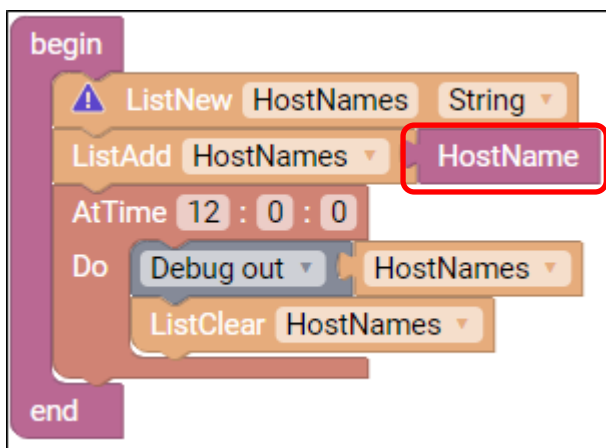 begin
ListNew HostNames String
ListAdd HostNames HostName
AtTime 12 : 0 : 0
Do Debug out HostNames
ListClear HostNames
end